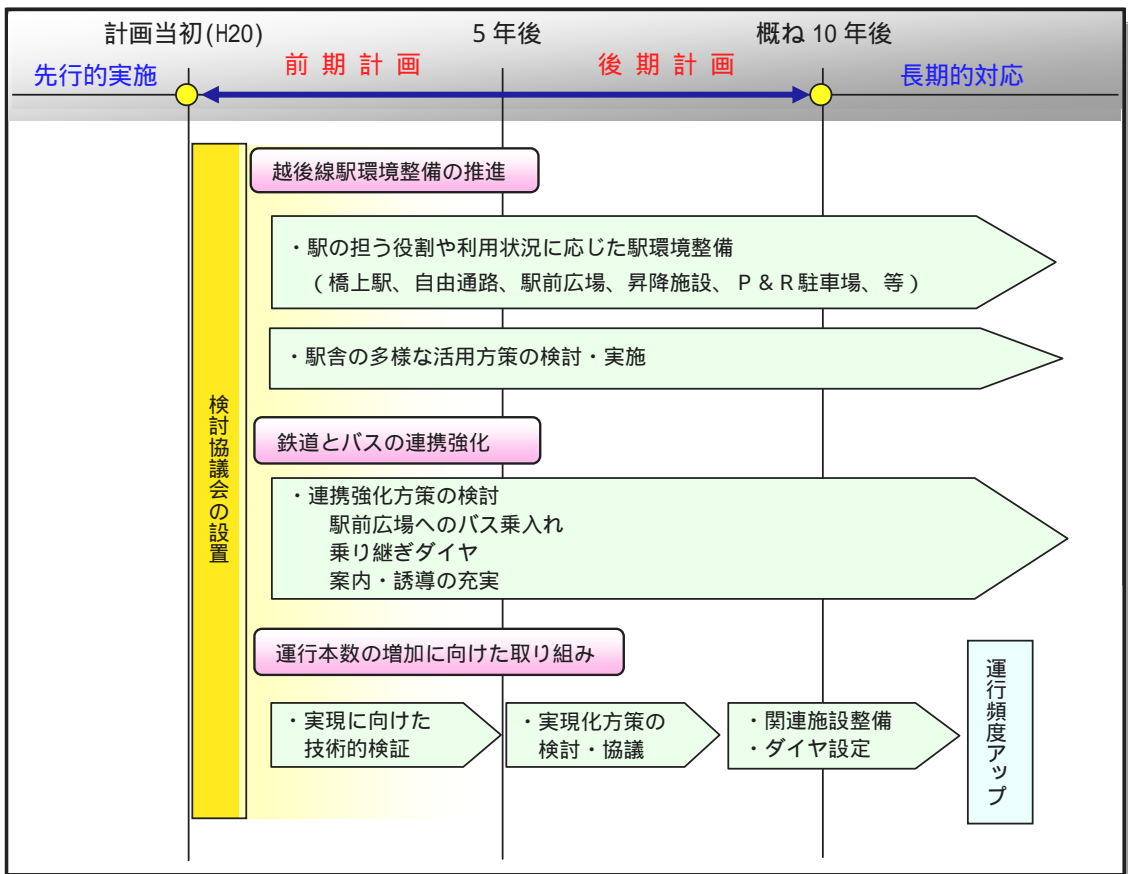 計画当初(H20)
5年後
概ね10年後
先行的実施
前期計画
後期計画
長期的対応
検討協議会の設置
越後線駅環境整備の推進
・駅の担う役割や利用状況に応じた駅環境整備
(橋上駅、自由通路、駅前広場、昇降施設、P&R駐車場、等)
・駅舎の多様な活用方策の検討・実施
鉄道とバスの連携強化
・連携強化方策の検討
駅前広場へのバス乗入れ
乗り継ぎダイヤ
案内・誘導の充実
運行本数の増加に向けた取り組み
・実現に向けた
技術的検証
・実現化方策の
検討・協議
・関連施設整備
・ダイヤ設定
運行頻度アップ